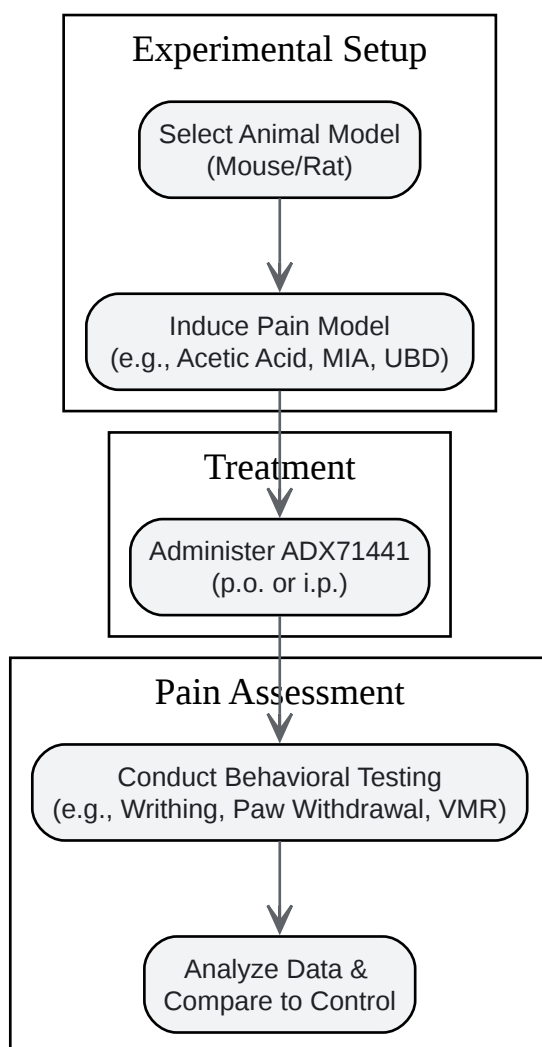 Experimental Setup
Select Animal Model
(Mouse/Rat)
Induce Pain Model
(e.g., Acetic Acid, MIA, UBD)
Treatment
Administer ADX71441
(p.o. or i.p.)
Pain Assessment
Conduct Behavioral Testing
(e.g., Writhing, Paw Withdrawal, VMR)
Analyze Data &
Compare to Control